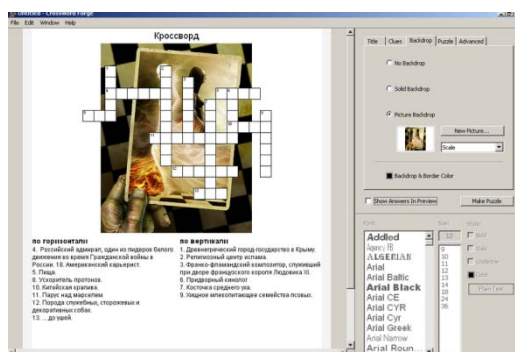 Untitled - Crossword Forge
File Edit Window Help
Кроссворд
по горизонтали
4. Российский адмирал, один из лидеров белого
движения во время Гражданской войны в
России. 18. Американский карьерист.
5. Пища.
8. Ускоритель протонов.
10. Китайская крапива.
11. Парус над марселем
12. Порода служебных, сторожевых и
декоративных собак.
13. ... до ушей.
по вертикали
1. Древнегреческий город-государство в Крыму.
2. Религиозный центр ислама.
3. Франко-фламандский композитор, служивший
при дворе французского короля Людовика XI.
6. Придворный кинолог
7. Косточка среднего уха.
9. Хищное млекопитающее семейства псовых.
Title Clues Backdrop Puzzle Advanced
No Backdrop
Solid Backdrop
Picture Backdrop
New Picture...
Scale
Backdrop & Border Color
Show Answers In Preview
Make Puzzle
Font:
Size:
Style:
Addled
Agency FB
ALGERIAN
Arial
Arial Baltic
Arial Black
Arial CE
Arial CYR
Arial Cyr
Arial Greek
Arial Narrow
Arial Roun...
12
9
10
11
12
13
14
18
24
36
Bold
Italic
Underline
Color
Plain Text